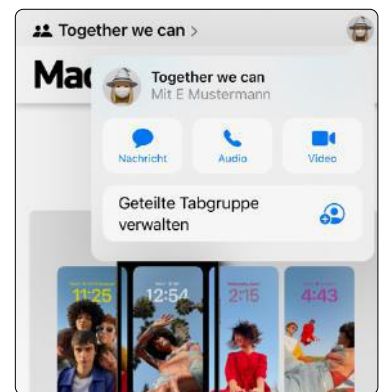 Together we can >
Mac
Together we can
Mit E Mustermann
Nachricht
Audio
Video
Geteilte Tabgruppe
verwalten
11:25
12:54
2:15
4:43